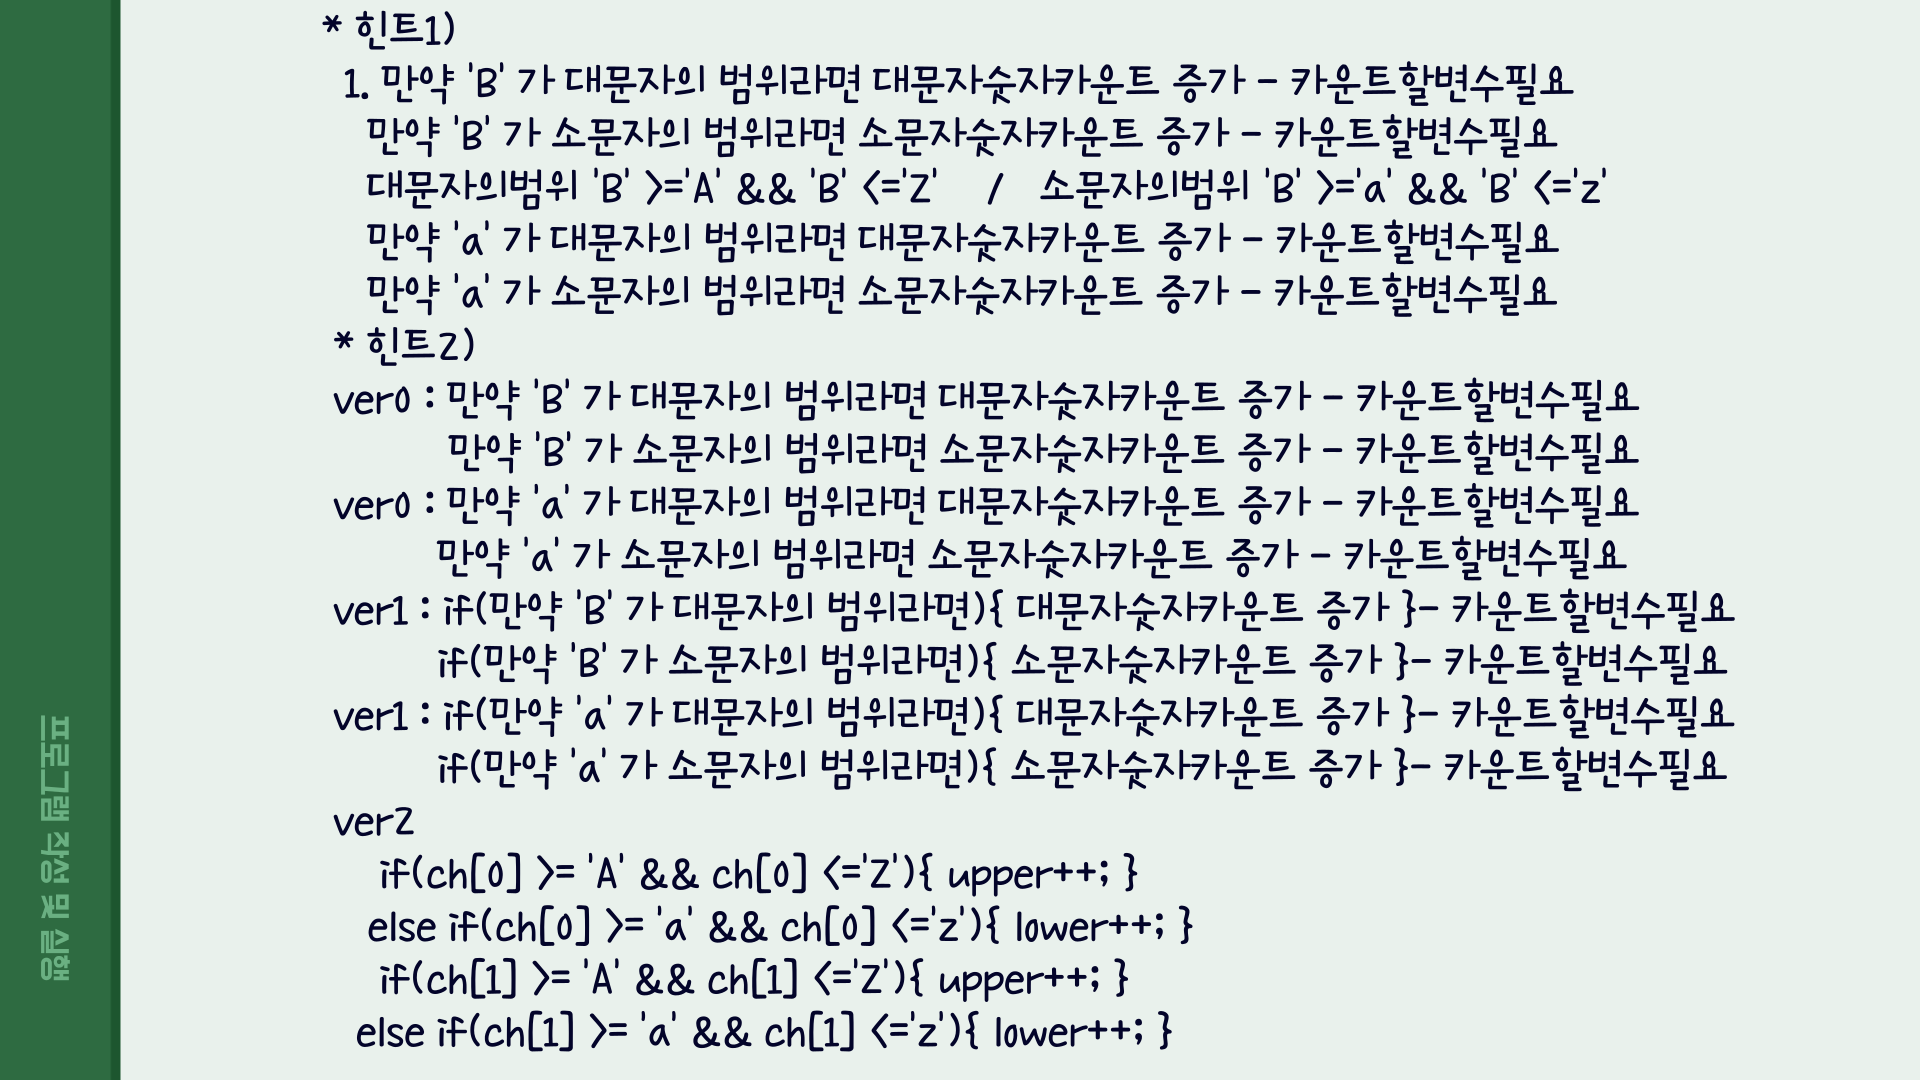 * 힌트1)
1. 만약 'B' 가 대문자의 범위라면 대문자숫자카운트 증가 - 카운트할변수필요
만약 'B' 가 소문자의 범위라면 소문자숫자카운트 증가 - 카운트할변수필요
대문자의범위 'B' >='A' && 'B' <='Z' / 소문자의범위 'B' >='a' && 'B' <='z'
만약 'a' 가 대문자의 범위라면 대문자숫자카운트 증가 - 카운트할변수필요
만약 'a' 가 소문자의 범위라면 소문자숫자카운트 증가 - 카운트할변수필요
* 힌트2)
ver0 : 만약 'B' 가 대문자의 범위라면 대문자숫자카운트 증가 - 카운트할변수필요
만약 'B' 가 소문자의 범위라면 소문자숫자카운트 증가 - 카운트할변수필요
ver0 : 만약 'a' 가 대문자의 범위라면 대문자숫자카운트 증가 - 카운트할변수필요
만약 'a' 가 소문자의 범위라면 소문자숫자카운트 증가 - 카운트할변수필요
ver1 : if(만약 'B' 가 대문자의 범위라면){ 대문자숫자카운트 증가 }- 카운트할변수필요
if(만약 'B' 가 소문자의 범위라면){ 소문자숫자카운트 증가 }- 카운트할변수필요
ver1 : if(만약 'a' 가 대문자의 범위라면){ 대문자숫자카운트 증가 }- 카운트할변수필요
if(만약 'a' 가 소문자의 범위라면){ 소문자숫자카운트 증가 }- 카운트할변수필요
ver2
if(ch[0] >= 'A' && ch[0] <='Z'){ upper++; }
else if(ch[0] >= 'a' && ch[0] <='z'){ lower++; }
if(ch[1] >= 'A' && ch[1] <='Z'){ upper++; }
else if(ch[1] >= 'a' && ch[1] <='z'){ lower++; }
프로그램 작성 및 실행